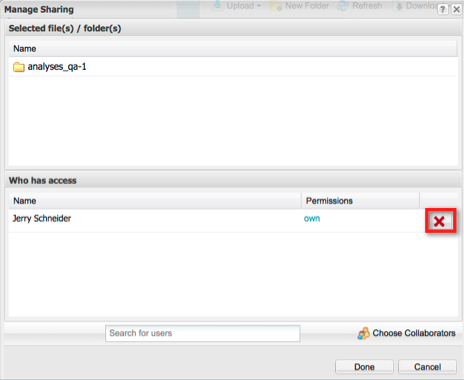 Upload New Folder Refresh Download
Manage Sharing ? X
Selected file(s) / folder(s)
Name
analyses_qa-1
Who has access
Name Permissions
Jerry Schneider own
Search for users Choose Collaborators
Done Cancel